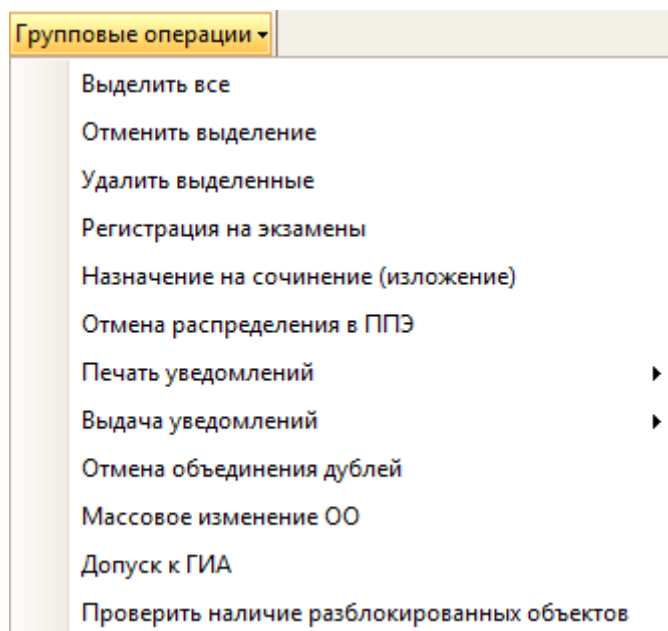 Групповые операции
Выделить все
Отменить выделение
Удалить выделенные
Регистрация на экзамены
Назначение на сочинение (изложение)
Отмена распределения в ППЭ
Печать уведомлений
Выдача уведомлений
Отмена объединения дублей
Массовое изменение ОО
Допуск к ГИА
Проверить наличие разблокированных объектов